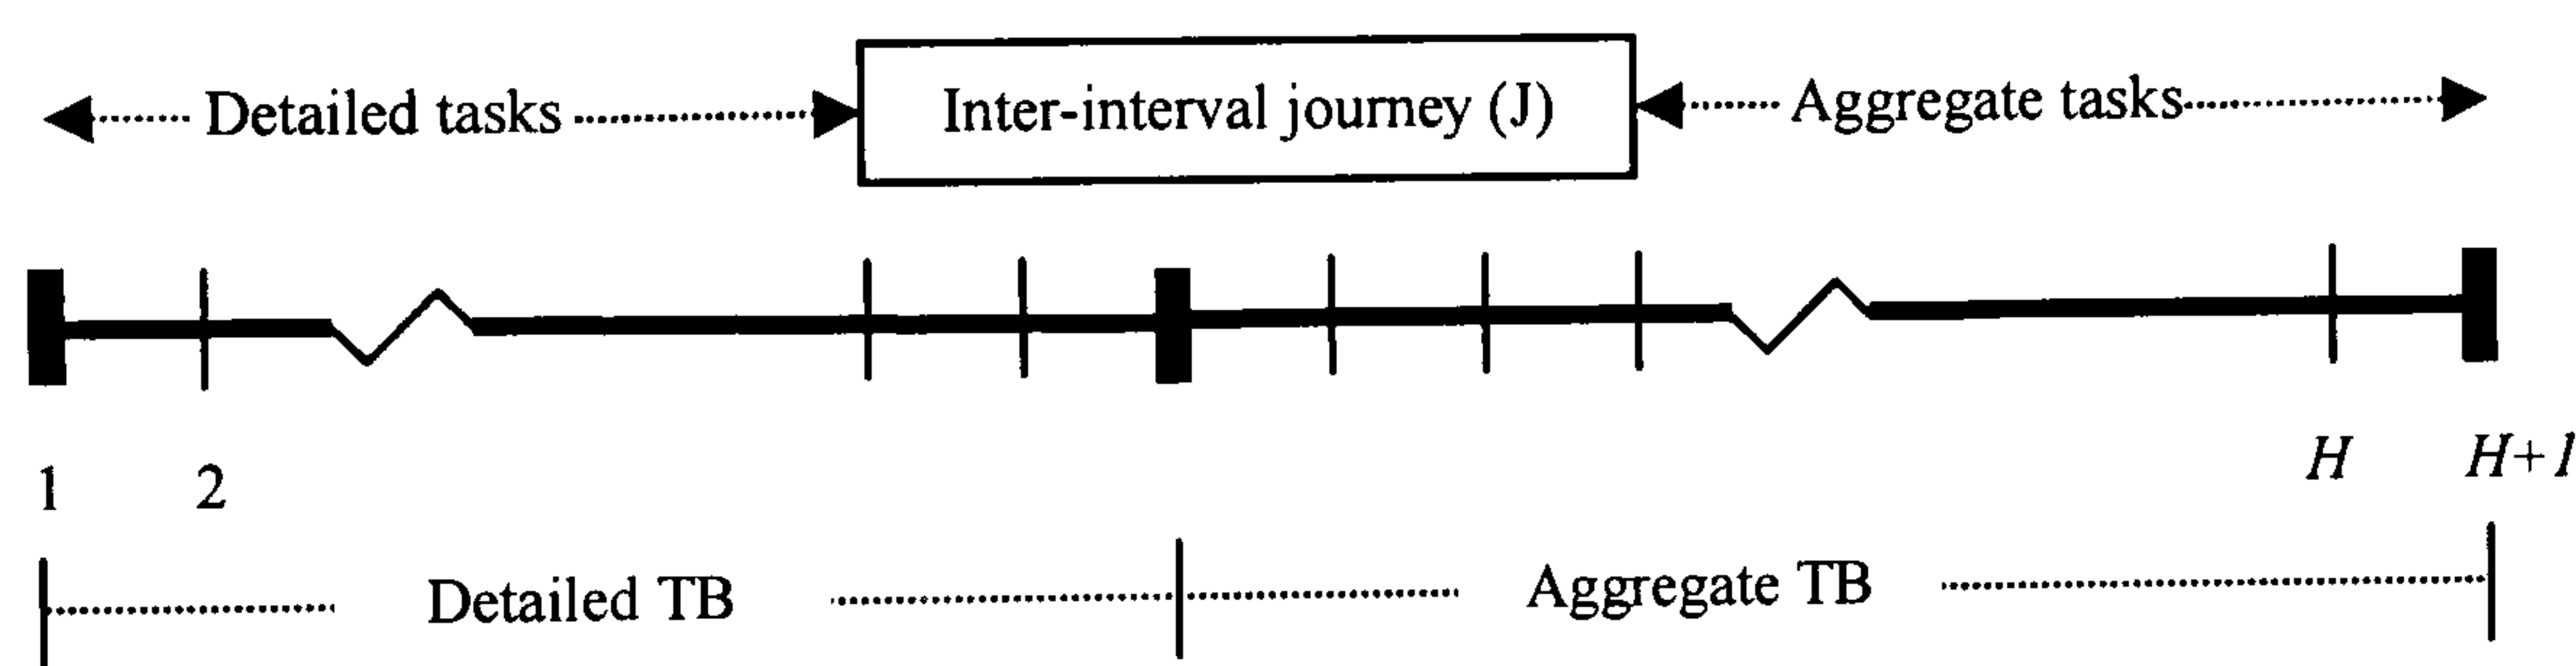 Detailed tasks Inter-interval journey (J) Aggregate tasks
1 2 H H+1
Detailed TB Aggregate TB